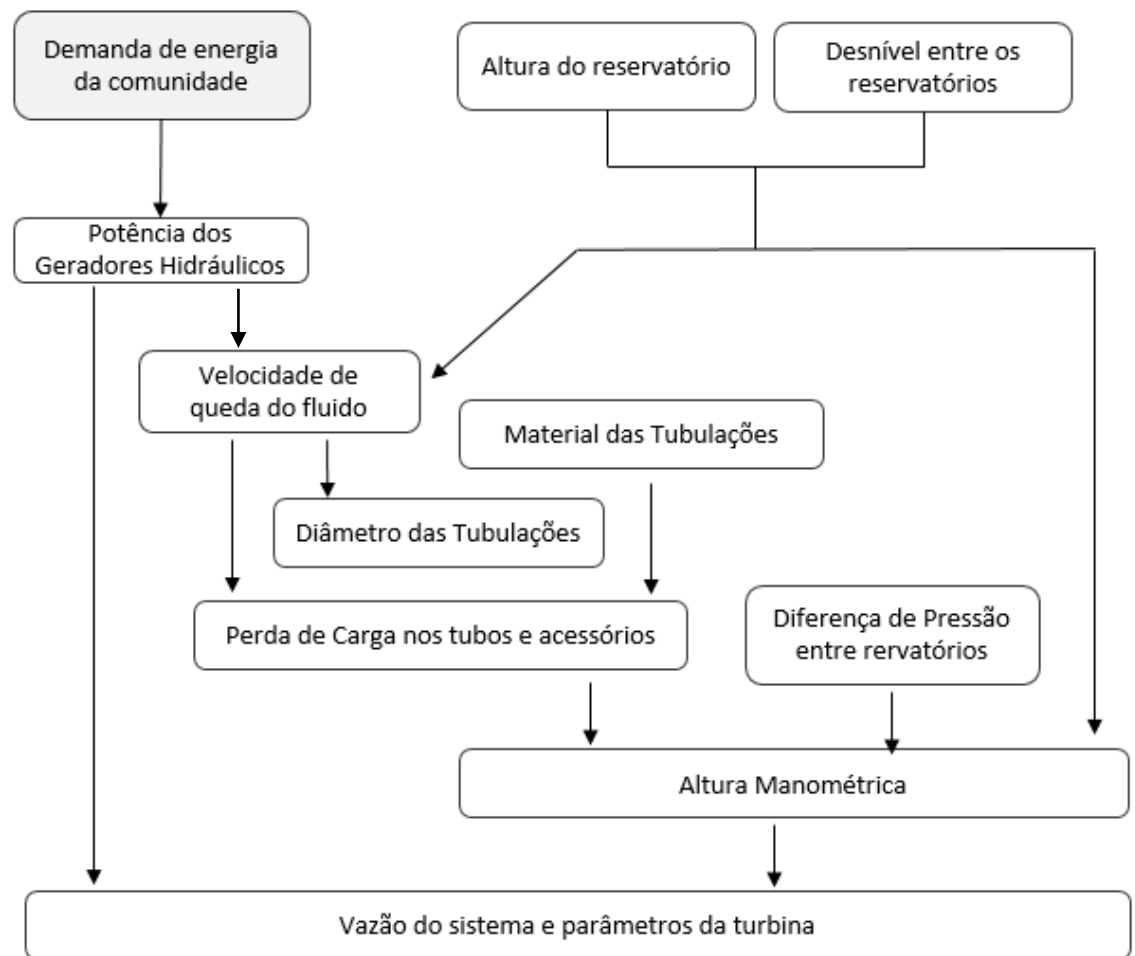 Demanda de energia
da comunidade
Altura do reservatório
Desnível entre os
reservatórios
Potência dos
Geradores Hidráulicos
Velocidade de
queda do fluido
Material das Tubulações
Diâmetro das Tubulações
Perda de Carga nos tubos e acessórios
Diferença de Pressão
entre rervatórios
Altura Manométrica
Vazão do sistema e parâmetros da turbina